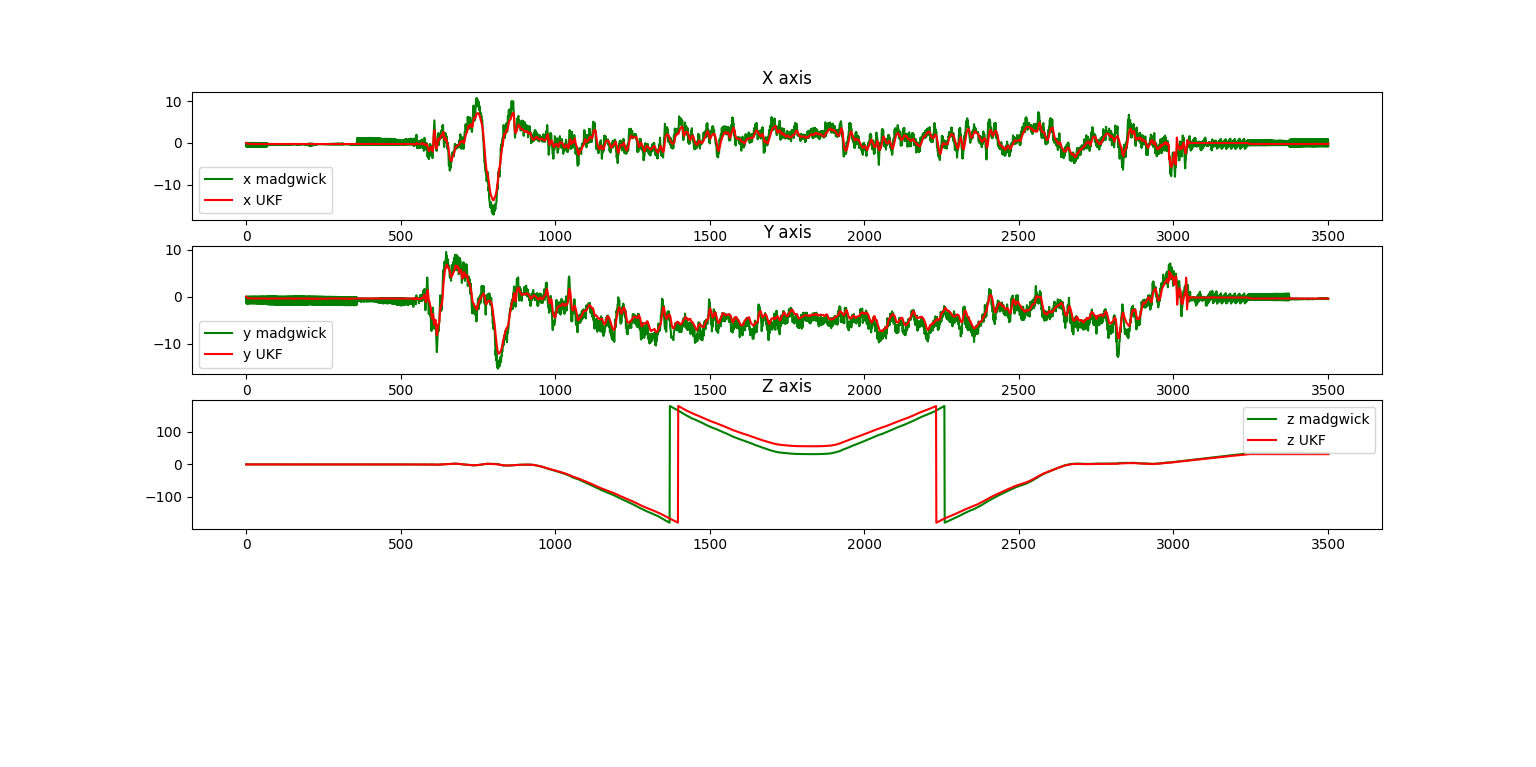 X axis
10
0
−10
x madgwick
x UKF
0 500 1000 1500 2000 2500 3000 3500
Y axis
10
0
−10
y madgwick
y UKF
0 500 1000 1500 2000 2500 3000 3500
Z axis
100
0
−100
z madgwick
z UKF
0 500 1000 1500 2000 2500 3000 3500